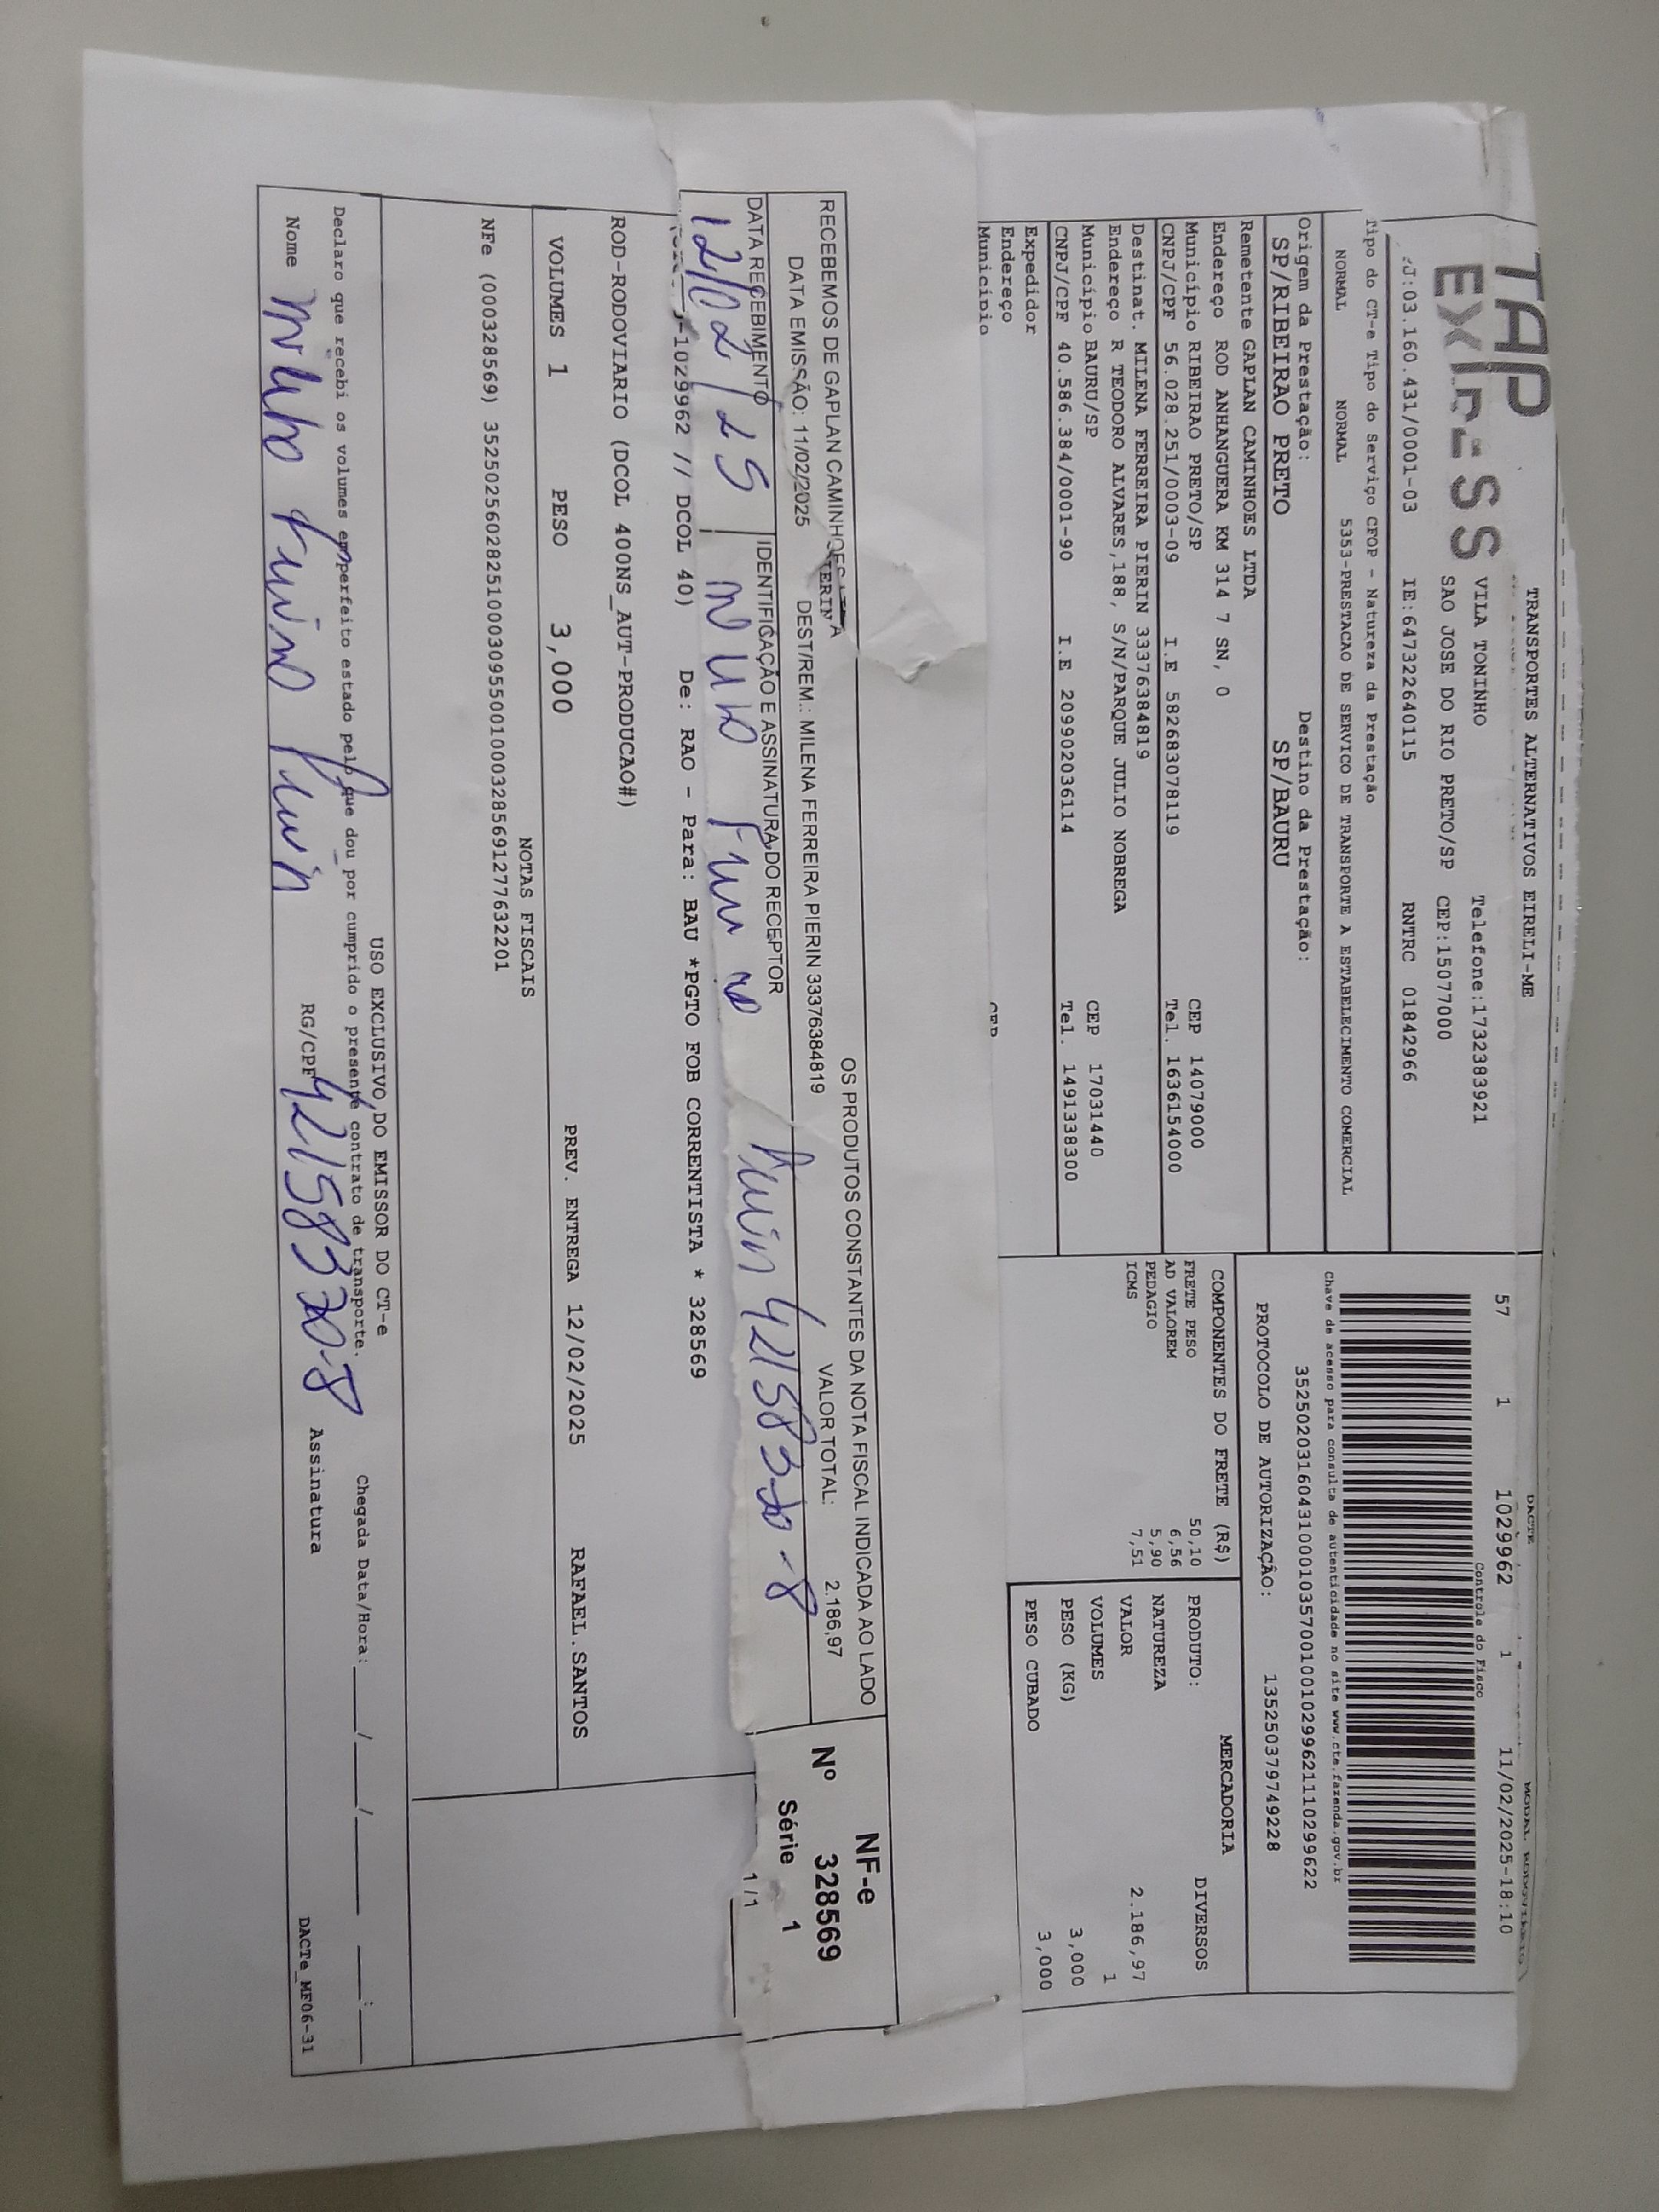 TAP
EXPRESS
TRANSPORTES ALTERNATIVOS EIRELI-ME
VILA TONINHO Telefone:1732383921
SAO JOSE DO RIO PRETO/SP CEP:15077000
J:03.160.431/0001-03 IE:647322640115 RNTRC 01842966
DACTE
57 1 1029962 1 11/02/2025-18:10
Controle do Fisco
Chave de acesso para consulta de autenticidade no site www.cte.fazenda.gov.br
35250203160431000103570010010299621110299622
PROTOCOLO DE AUTORIZAÇÃO: 135250379749228
Tipo do CT-e Tipo do Serviço CFOP - Natureza da Prestação
NORMAL NORMAL 5353-PRESTACAO DE SERVICO DE TRANSPORTE A ESTABELECIMENTO COMERCIAL
Origem da Prestação: Destino da Prestação:
SP/RIBEIRAO PRETO SP/BAURU
Remetente GAPLAN CAMINHOES LTDA
Endereço ROD ANHANGUERA KM 314 7 SN, 0
Município RIBEIRAO PRETO/SP CEP 14079000
CNPJ/CPF 56.028.251/0003-09 I.E 582683078119 Tel. 1636154000
Destinat. MILENA FERREIRA PIERIN 33376384819
Endereço R TEODORO ALVARES,188, S/N/PARQUE JULIO NOBREGA
Município BAURU/SP CEP 17031440
CNPJ/CPF 40.586.384/0001-90 I.E 209902036114 Tel. 1491338300
Expedidor
Endereço
Município CEP
COMPONENTES DO FRETE (R$)
FRETE PESO 50,10
AD VALOREM 6,56
PEDAGIO 5,90
ICMS 7,51
MERCADORIA
PRODUTO: DIVERSOS
NATUREZA
VALOR 2.186,97
VOLUMES 1
PESO (KG) 3,000
PESO CUBADO 3,000
RECEBEMOS DE GAPLAN CAMINHOES OS PRODUTOS CONSTANTES DA NOTA FISCAL INDICADA AO LADO
DATA EMISSÃO: 11/02/2025 DEST/REM.: MILENA FERREIRA PIERIN 33376384819 VALOR TOTAL: 2.186,97
DATA RECEBIMENTO IDENTIFICAÇÃO E ASSINATURA DO RECEPTOR
12/02/25 42158320-8
NF-e
Nº 328569
Série 1
1/1
-1029962 // DCOL 40) De: RAO - Para: BAU *PGTO FOB CORRENTISTA * 328569
ROD-RODOVIARIO (DCOL 400NS_AUT-PRODUCAO#)
VOLUMES 1 PESO 3,000 PREV. ENTREGA 12/02/2025 RAFAEL.SANTOS
NOTAS FISCAIS
NFe (000328569) 35250256028251000309550010003285691277632201
USO EXCLUSIVO DO EMISSOR DO CT-e
Declaro que recebi os volumes em perfeito estado pelo que dou por cumprido o presente contrato de transporte.
Chegada Data/Hora: __/__/__ __:__
Nome RG/CPF 42158320-8 Assinatura
DACTe_MF06-31